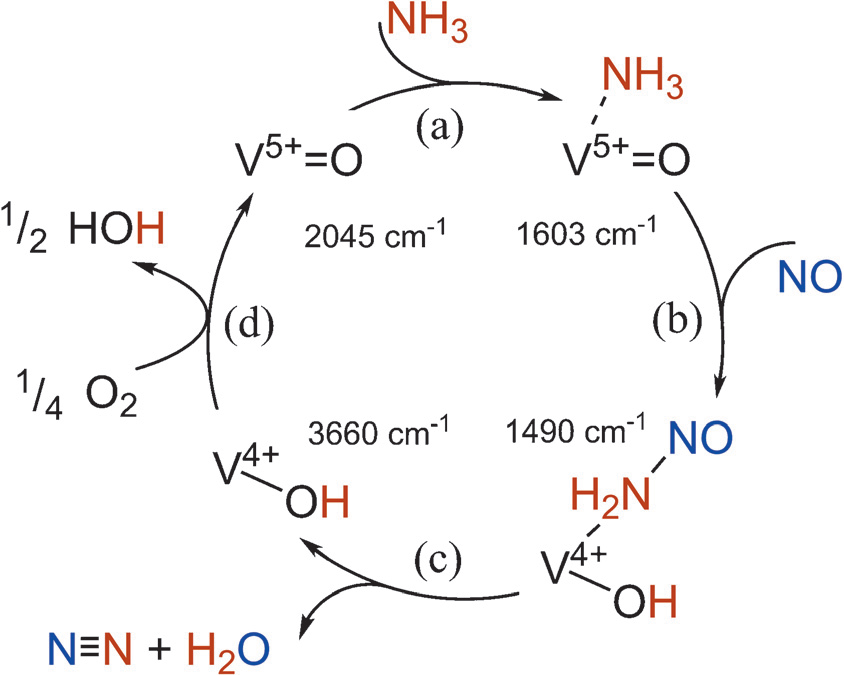 NH₃
(a)
NH₃
V⁵⁺=O
V⁵⁺=O
½ HOH
2045 cm⁻¹
1603 cm⁻¹
NO
(d)
(b)
¼ O₂
3660 cm⁻¹
1490 cm⁻¹
NO
V⁴⁺
OH
H₂N
(c)
V⁴⁺
OH
N≡N + H₂O